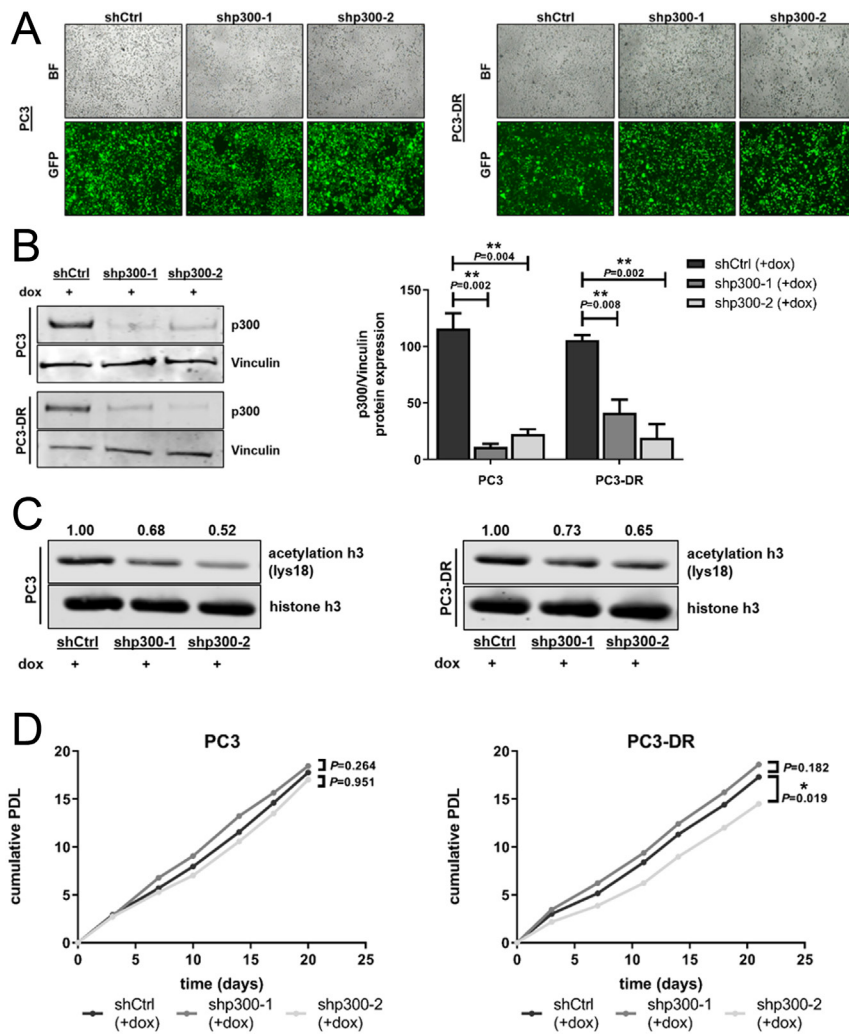 A
shCtrl shp300-1 shp300-2
shCtrl shp300-1 shp300-2
BF
PC3
GFP
BF
PC3-DR
GFP
B
shCtrl shp300-1 shp300-2
dox + + +
PC3
p300
Vinculin
PC3-DR
p300
Vinculin
p300/Vinculin
protein expression
150
100
50
0
**
P=0.004
**
P=0.002
**
P=0.002
**
P=0.008
PC3 PC3-DR
shCtrl (+dox)
shp300-1 (+dox)
shp300-2 (+dox)
C
1.00 0.68 0.52
PC3
acetylation h3
(lys18)
histone h3
shCtrl shp300-1 shp300-2
dox + + +
1.00 0.73 0.65
PC3-DR
acetylation h3
(lys18)
histone h3
shCtrl shp300-1 shp300-2
dox + + +
D
PC3
cumulative PDL
20
15
10
5
0
P=0.264
P=0.951
0 5 10 15 20 25
time (days)
shCtrl shp300-1 shp300-2
(+dox) (+dox) (+dox)
PC3-DR
cumulative PDL
20
15
10
5
0
P=0.182
*
P=0.019
0 5 10 15 20 25
time (days)
shCtrl shp300-1 shp300-2
(+dox) (+dox) (+dox)